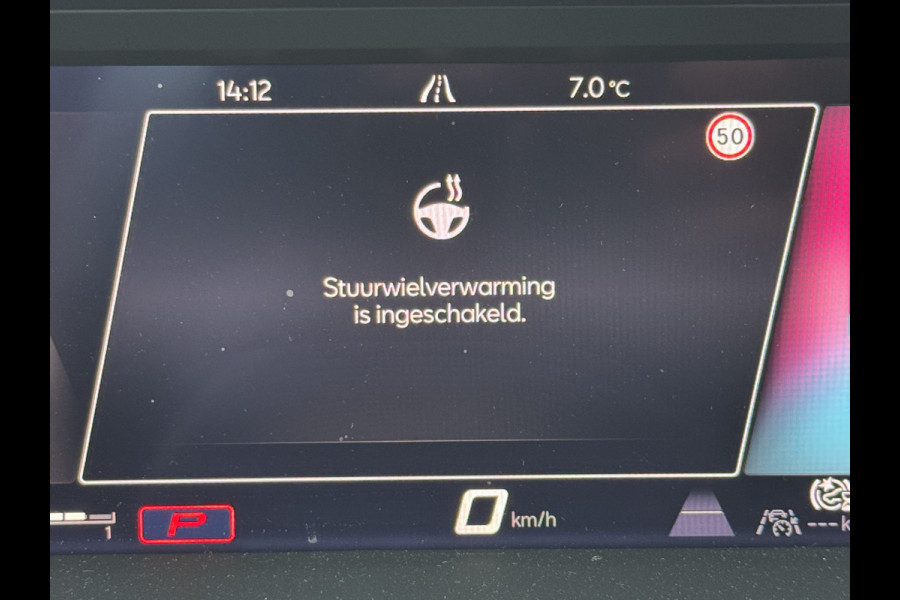 14:12 7.0 °C
50
Stuurwielverwarming
is ingeschakeld.
1 P 0 km/h --- k